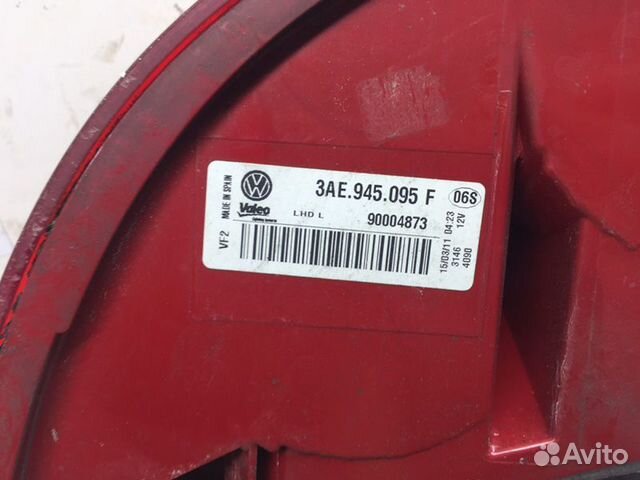 3AE.945.095 F
06S
MADE IN SPAIN
Valeo
LHD L
90004873
VF2
15/03/11 04:23
12V
3146
4090
Avito